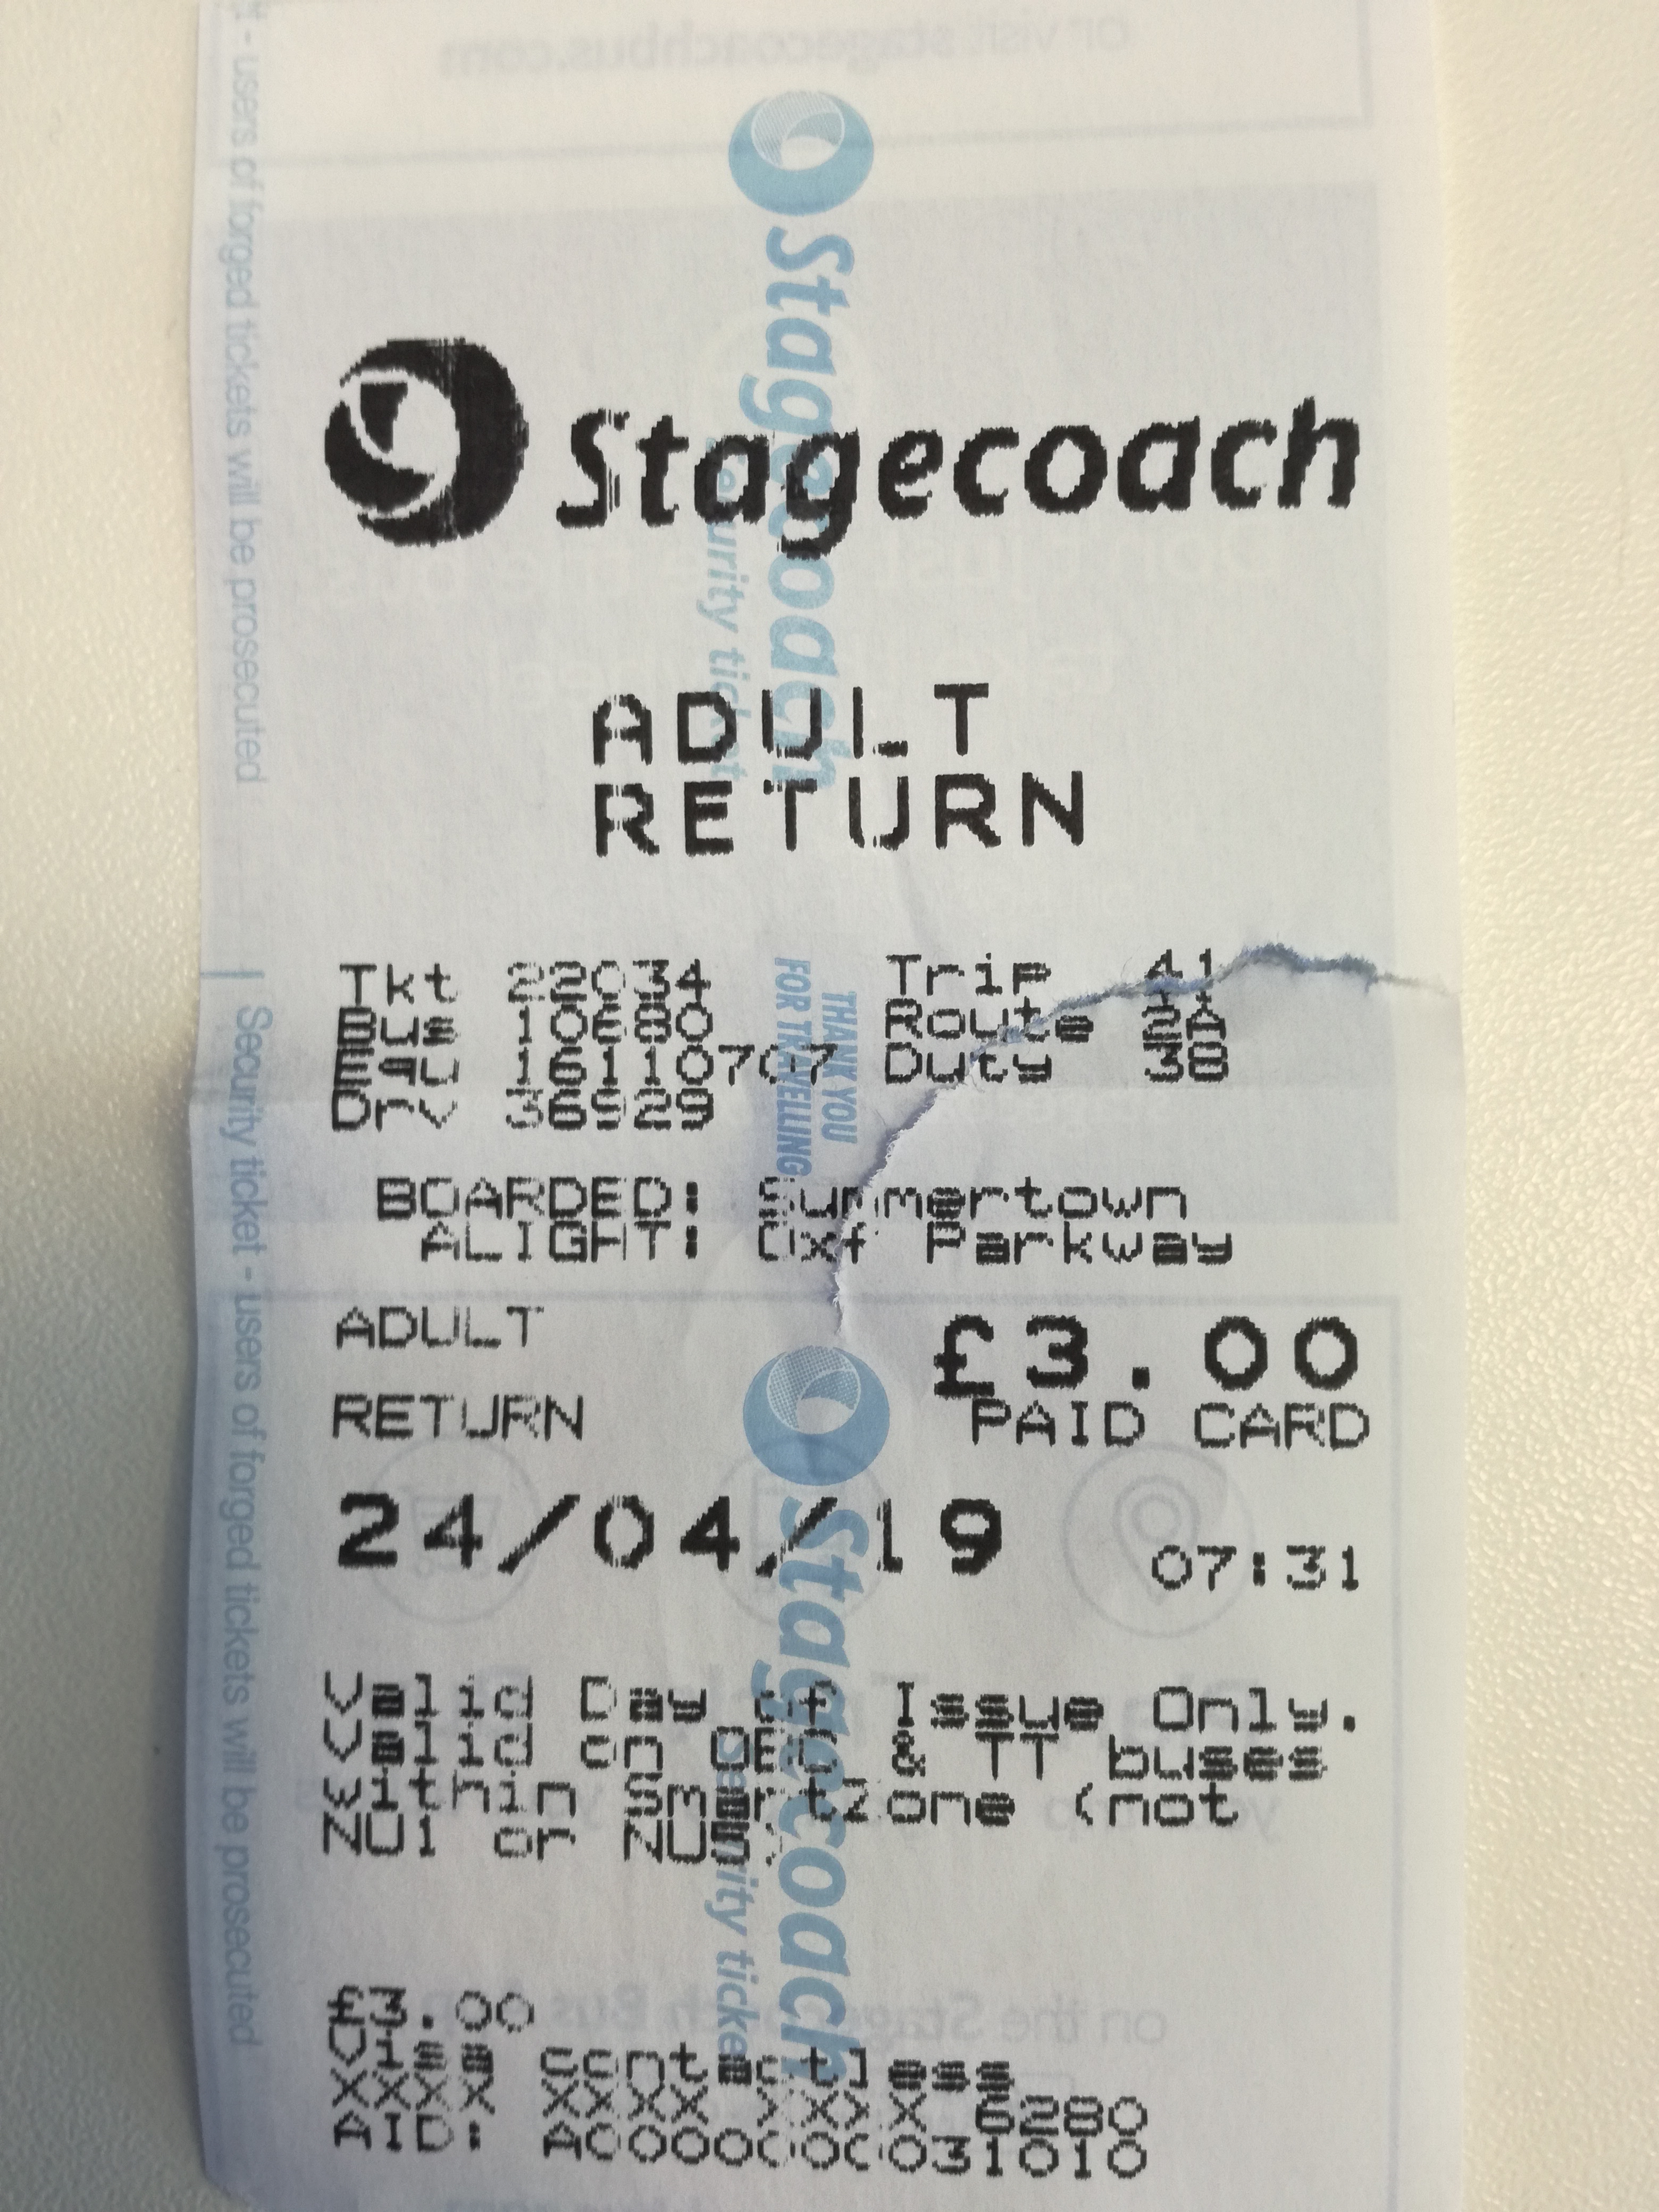 Stagecoach
ADULT
RETURN
Tkt 22034 Trip 41
Bus 10680 Route 2A
Equ 16110707 Duty 38
Drv 36929
BOARDED: Summertown
ALIGHT: Oxf Parkway
ADULT £3.00
RETURN PAID CARD
24/04/19 07:31
Valid Day of Issue Only.
Valid on OBC & TT buses
within SmartZone (not
NU1 or NU5)
£3.00
Visa contactless
XXXX XXXX XXXX 6280
AID: A0000000031010
t - users of forged tickets will be prosecuted
| Security ticket - users of forged tickets will be prosecuted
Stagecoach
Security ticket
THANK YOU
FOR TRAVELLING
Stagecoach
Security ticket
or visit stagecoachbus.com